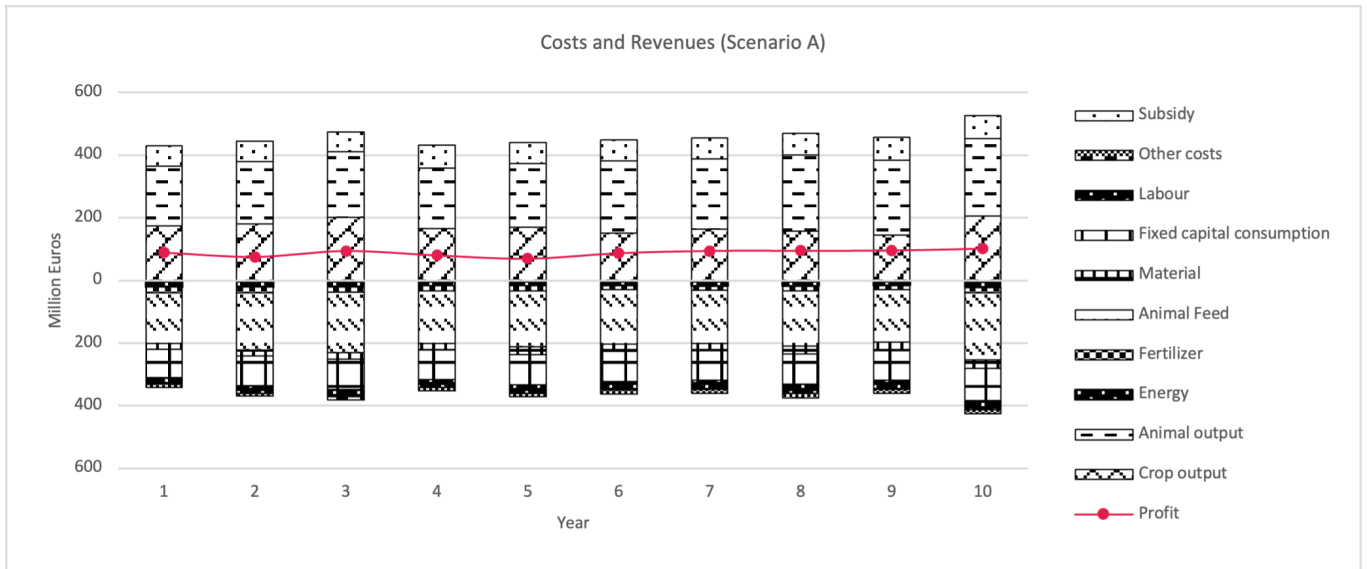 Costs and Revenues (Scenario A)
600
400
200
0
200
400
600
Million Euros
1 2 3 4 5 6 7 8 9 10
Year
Subsidy
Other costs
Labour
Fixed capital consumption
Material
Animal Feed
Fertilizer
Energy
Animal output
Crop output
Profit